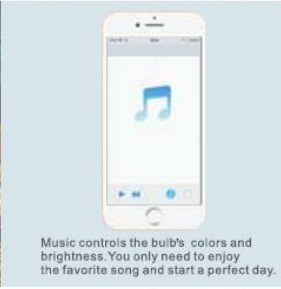 Music controls the bulb's colors and
brightness.You only need to enjoy
the favorite song and start a perfect day.